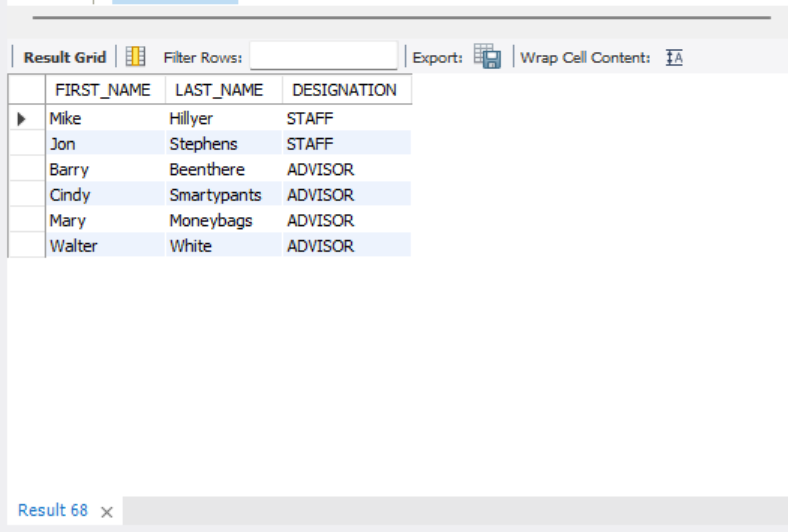 Result Grid Filter Rows: Export: Wrap Cell Content: A
FIRST_NAME LAST_NAME DESIGNATION
Mike Hillyer STAFF
Jon Stephens STAFF
Barry Beenthere ADVISOR
Cindy Smartypants ADVISOR
Mary Moneybags ADVISOR
Walter White ADVISOR
Result 68